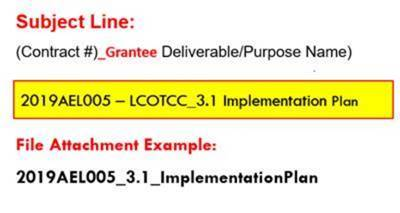 Subject Line:
(Contract #)_Grantee Deliverable/Purpose Name)
2019AEL005 – LCOTCC_3.1 Implementation Plan
File Attachment Example:
2019AEL005_3.1_ImplementationPlan